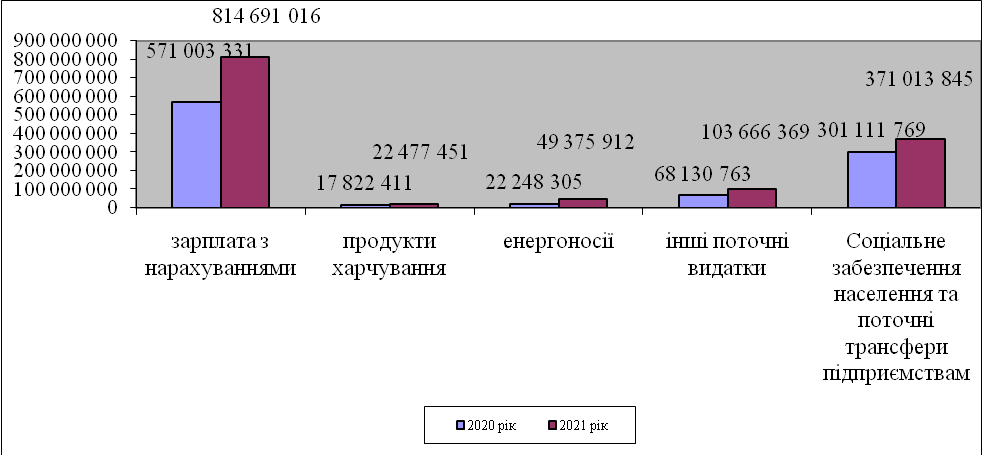 814 691 016
900 000 000
800 000 000
700 000 000
600 000 000
500 000 000
400 000 000
300 000 000
200 000 000
100 000 000
0
571 003 331
17 822 411
22 477 451
22 248 305
49 375 912
68 130 763
103 666 369
301 111 769
371 013 845
зарплата з
нарахуваннями
продукти
харчування
енергоносії
інші поточні
видатки
Соціальне
забезпечення
населення та
поточні
трансфери
підприємствам
2020 рік
2021 рік